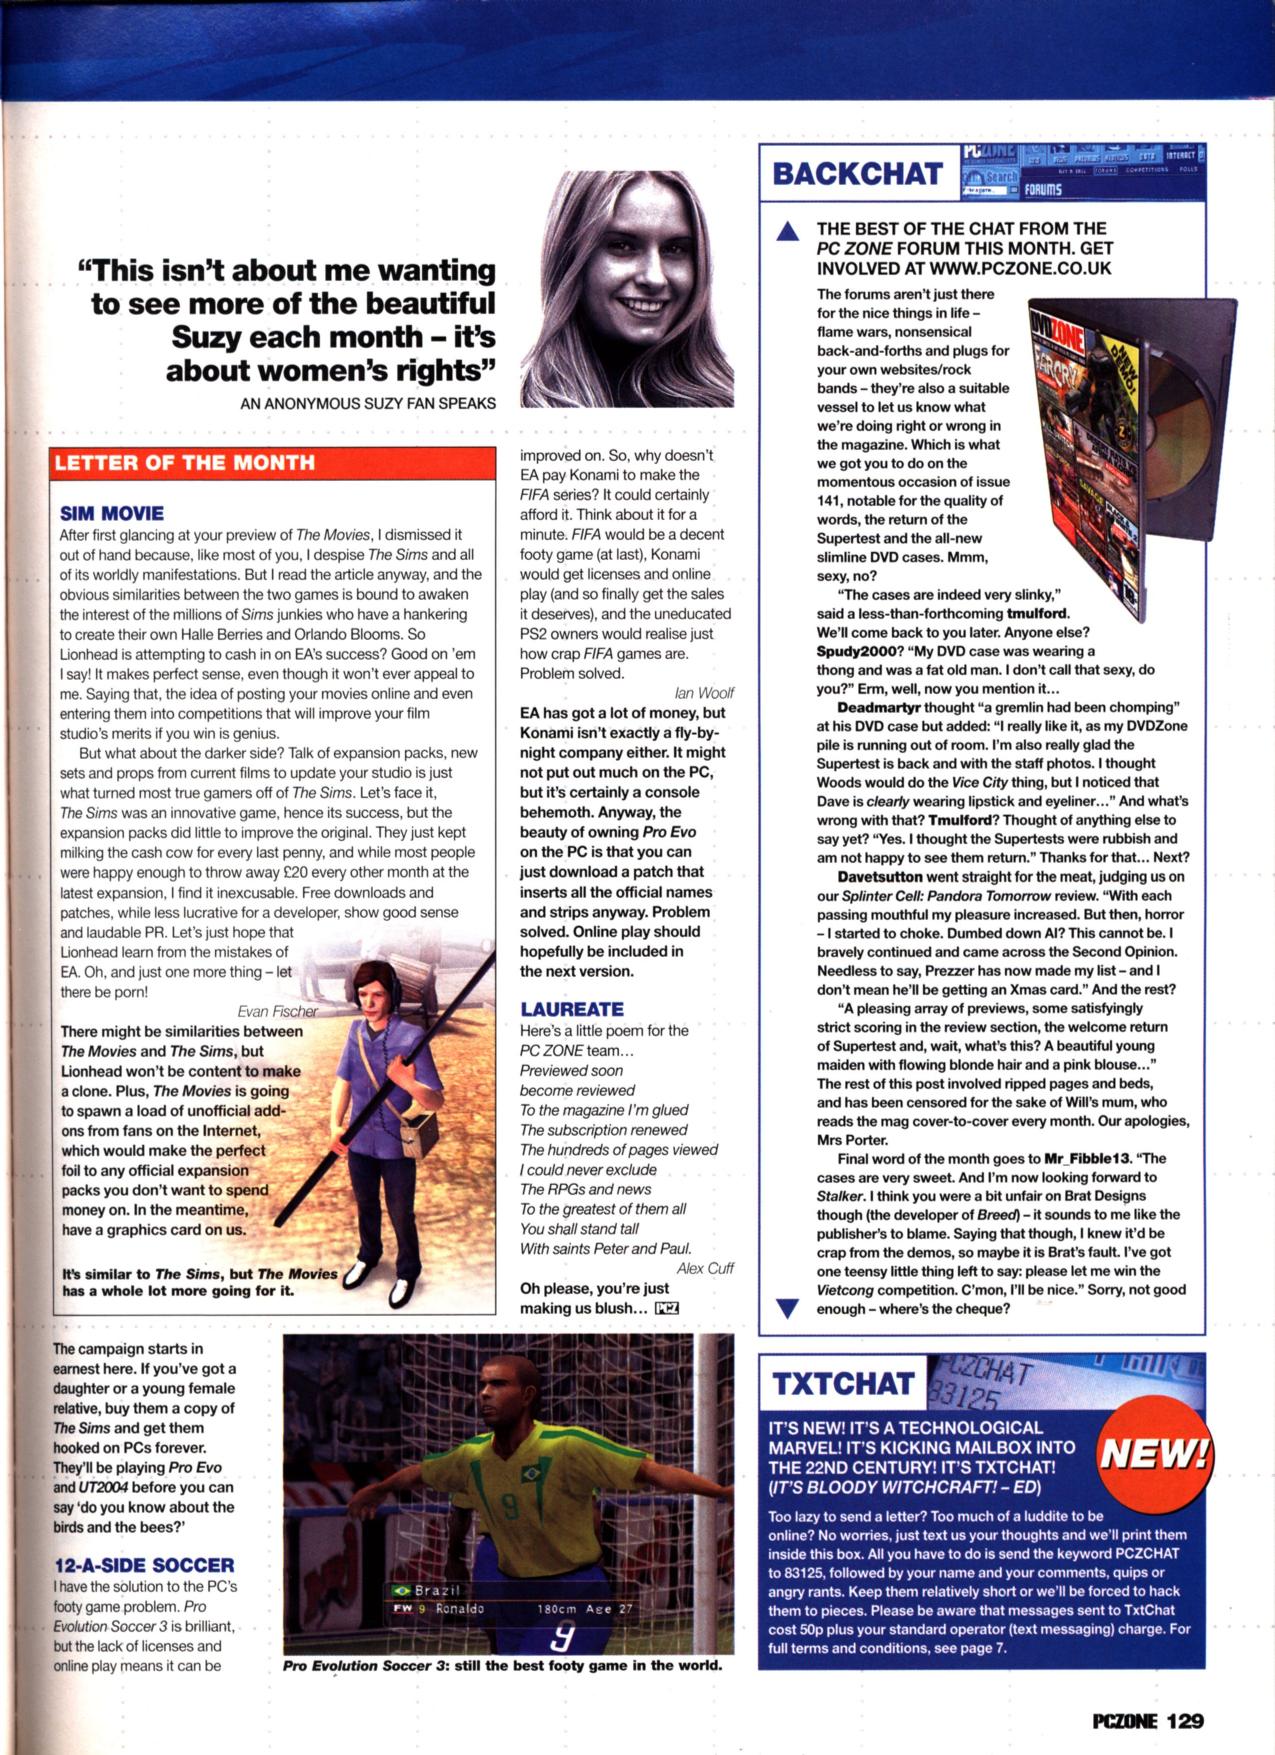 "This isn't about me wanting
to see more of the beautiful
Suzy each month – it's
about women's rights"
AN ANONYMOUS SUZY FAN SPEAKS
LETTER OF THE MONTH
SIM MOVIE
After first glancing at your preview of The Movies, I dismissed it
out of hand because, like most of you, I despise The Sims and all
of its worldly manifestations. But I read the article anyway, and the
obvious similarities between the two games is bound to awaken
the interest of the millions of Sims junkies who have a hankering
to create their own Halle Berries and Orlando Blooms. So
Lionhead is attempting to cash in on EA's success? Good on 'em
I say! It makes perfect sense, even though it won't ever appeal to
me. Saying that, the idea of posting your movies online and even
entering them into competitions that will improve your film
studio's merits if you win is genius.
But what about the darker side? Talk of expansion packs, new
sets and props from current films to update your studio is just
what turned most true gamers off of The Sims. Let's face it,
The Sims was an innovative game, hence its success, but the
expansion packs did little to improve the original. They just kept
milking the cash cow for every last penny, and while most people
were happy enough to throw away £20 every other month at the
latest expansion, I find it inexcusable. Free downloads and
patches, while less lucrative for a developer, show good sense
and laudable PR. Let's just hope that
Lionhead learn from the mistakes of
EA. Oh, and just one more thing – let
there be porn!
Evan Fischer
There might be similarities between
The Movies and The Sims, but
Lionhead won't be content to make
a clone. Plus, The Movies is going
to spawn a load of unofficial add-
ons from fans on the Internet,
which would make the perfect
foil to any official expansion
packs you don't want to spend
money on. In the meantime,
have a graphics card on us.
It's similar to The Sims, but The Movies
has a whole lot more going for it.
The campaign starts in
earnest here. If you've got a
daughter or a young female
relative, buy them a copy of
The Sims and get them
hooked on PCs forever.
They'll be playing Pro Evo
and UT2004 before you can
say 'do you know about the
birds and the bees?'
12-A-SIDE SOCCER
I have the solution to the PC's
footy game problem. Pro
Evolution Soccer 3 is brilliant,
but the lack of licenses and
online play means it can be
improved on. So, why doesn't
EA pay Konami to make the
FIFA series? It could certainly
afford it. Think about it for a
minute. FIFA would be a decent
footy game (at last), Konami
would get licenses and online
play (and so finally get the sales
it deserves), and the uneducated
PS2 owners would realise just
how crap FIFA games are.
Problem solved.
Ian Woolf
EA has got a lot of money, but
Konami isn't exactly a fly-by-
night company either. It might
not put out much on the PC,
but it's certainly a console
behemoth. Anyway, the
beauty of owning Pro Evo
on the PC is that you can
just download a patch that
inserts all the official names
and strips anyway. Problem
solved. Online play should
hopefully be included in
the next version.
LAUREATE
Here's a little poem for the
PC ZONE team...
Previewed soon
become reviewed
To the magazine I'm glued
The subscription renewed
The hundreds of pages viewed
I could never exclude
The RPGs and news
To the greatest of them all
You shall stand tall
With saints Peter and Paul.
Alex Cuff
Oh please, you're just
making us blush... PCZ
Brazil
FW 9 Ronaldo 180cm Age 27
9
9
Pro Evolution Soccer 3: still the best footy game in the world.
BACKCHAT
PCZONE
INTERACT
Search
FORUMS
COMPETITIONS
POLLS
FORUMS
THE BEST OF THE CHAT FROM THE
PC ZONE FORUM THIS MONTH. GET
INVOLVED AT WWW.PCZONE.CO.UK
The forums aren't just there
for the nice things in life –
flame wars, nonsensical
back-and-forths and plugs for
your own websites/rock
bands – they're also a suitable
vessel to let us know what
we're doing right or wrong in
the magazine. Which is what
we got you to do on the
momentous occasion of issue
141, notable for the quality of
words, the return of the
Supertest and the all-new
slimline DVD cases. Mmm,
sexy, no?
DVDZONE
FARCRY
SAVAGE
"The cases are indeed very slinky,"
said a less-than-forthcoming tmulford.
We'll come back to you later. Anyone else?
Spudy2000? "My DVD case was wearing a
thong and was a fat old man. I don't call that sexy, do
you?" Erm, well, now you mention it...
Deadmartyr thought "a gremlin had been chomping"
at his DVD case but added: "I really like it, as my DVDZone
pile is running out of room. I'm also really glad the
Supertest is back and with the staff photos. I thought
Woods would do the Vice City thing, but I noticed that
Dave is clearly wearing lipstick and eyeliner..." And what's
wrong with that? Tmulford? Thought of anything else to
say yet? "Yes. I thought the Supertests were rubbish and
am not happy to see them return." Thanks for that... Next?
Davetsutton went straight for the meat, judging us on
our Splinter Cell: Pandora Tomorrow review. "With each
passing mouthful my pleasure increased. But then, horror
– I started to choke. Dumbed down AI? This cannot be. I
bravely continued and came across the Second Opinion.
Needless to say, Prezzer has now made my list – and I
don't mean he'll be getting an Xmas card." And the rest?
"A pleasing array of previews, some satisfyingly
strict scoring in the review section, the welcome return
of Supertest and, wait, what's this? A beautiful young
maiden with flowing blonde hair and a pink blouse..."
The rest of this post involved ripped pages and beds,
and has been censored for the sake of Will's mum, who
reads the mag cover-to-cover every month. Our apologies,
Mrs Porter.
Final word of the month goes to Mr_Fibble13. "The
cases are very sweet. And I'm now looking forward to
Stalker. I think you were a bit unfair on Brat Designs
though (the developer of Breed) – it sounds to me like the
publisher's to blame. Saying that though, I knew it'd be
crap from the demos, so maybe it is Brat's fault. I've got
one teensy little thing left to say: please let me win the
Vietcong competition. C'mon, I'll be nice." Sorry, not good
enough – where's the cheque?
TXTCHAT
PCZCHAT
83125
NEW!
IT'S NEW! IT'S A TECHNOLOGICAL
MARVEL! IT'S KICKING MAILBOX INTO
THE 22ND CENTURY! IT'S TXTCHAT!
(IT'S BLOODY WITCHCRAFT! – ED)
Too lazy to send a letter? Too much of a luddite to be
online? No worries, just text us your thoughts and we'll print them
inside this box. All you have to do is send the keyword PCZCHAT
to 83125, followed by your name and your comments, quips or
angry rants. Keep them relatively short or we'll be forced to hack
them to pieces. Please be aware that messages sent to TxtChat
cost 50p plus your standard operator (text messaging) charge. For
full terms and conditions, see page 7.
PCZONE 129